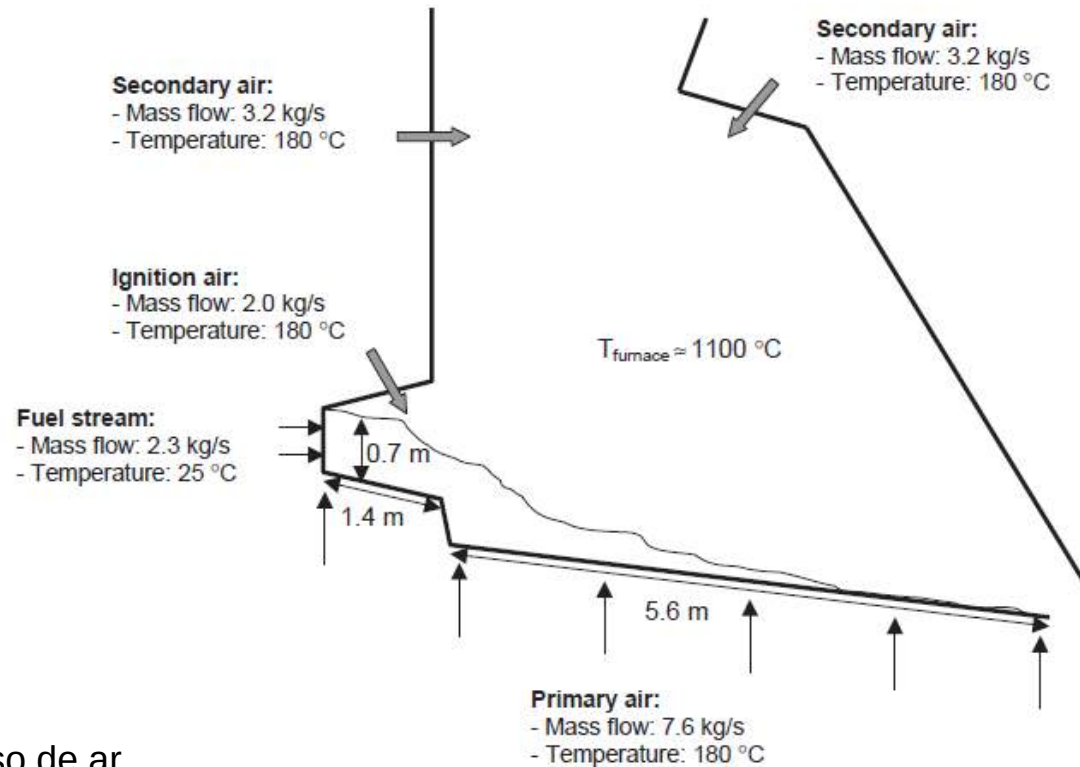 Secondary air:
- Mass flow: 3.2 kg/s
- Temperature: 180 °C
Secondary air:
- Mass flow: 3.2 kg/s
- Temperature: 180 °C
Ignition air:
- Mass flow: 2.0 kg/s
- Temperature: 180 °C
Tfurnace ≈ 1100 °C
Fuel stream:
- Mass flow: 2.3 kg/s
- Temperature: 25 °C
0.7 m
1.4 m
5.6 m
Primary air:
- Mass flow: 7.6 kg/s
- Temperature: 180 °C
de ar